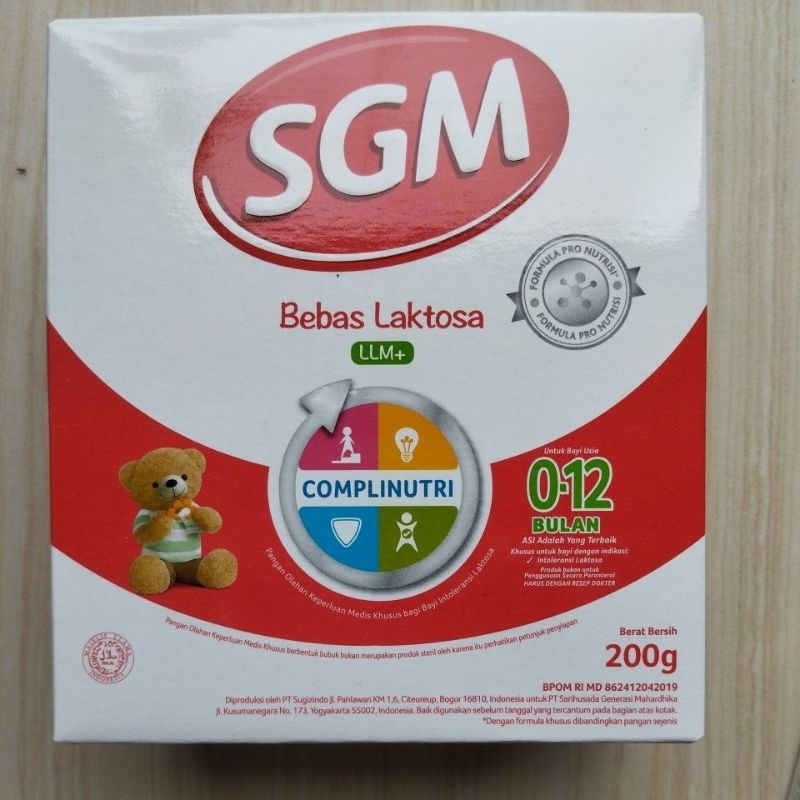 SGM
FORMULA PRO NUTRISI*
FORMULA PRO NUTRISI
Bebas Laktosa
LLM+
COMPLINUTRI
Untuk Bayi Usia
0-12
BULAN
ASI Adalah Yang Terbaik
Khusus untuk bayi dengan indikasi:
✓ Intoleransi Laktosa
Produk bukan untuk
Penggunaan Secara Parenteral
HARUS DENGAN RESEP DOKTER
Pangan Olahan Keperluan Medis Khusus bagi Bayi Intoleransi Laktosa
Pangan Olahan Keperluan Medis Khusus berbentuk bubuk bukan merupakan produk steril oleh karena itu perhatikan petunjuk penyiapan
MAJELIS ULAMA
INDONESIA
Berat Bersih
200g
BPOM RI MD 862412042019
Diproduksi oleh PT Sugizindo Jl. Pahlawan KM 1,6, Citeureup, Bogor 16810, Indonesia untuk PT Sarihusada Generasi Mahardhika
Jl. Kusumanegara No. 173, Yogyakarta 55002, Indonesia. Baik digunakan sebelum tanggal yang tercantum pada bagian atas kotak.
*Dengan formula khusus dibandingkan pangan sejenis